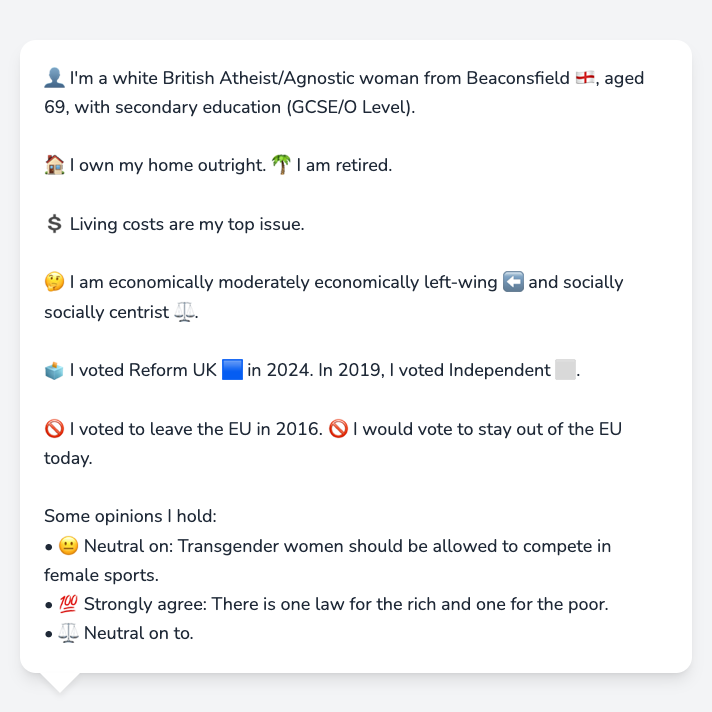 👤 I'm a white British Atheist/Agnostic woman from Beaconsfield 🏴󠁧󠁢󠁥󠁮󠁧󠁿, aged
69, with secondary education (GCSE/O Level).
🏠 I own my home outright. 🌴 I am retired.
💲 Living costs are my top issue.
🤔 I am economically moderately economically left-wing ⬅️ and socially
socially centrist ⚖️.
🗳️ I voted Reform UK 🟦 in 2024. In 2019, I voted Independent ⬜.
🚫 I voted to leave the EU in 2016. 🚫 I would vote to stay out of the EU
today.
Some opinions I hold:
• 😐 Neutral on: Transgender women should be allowed to compete in
female sports.
• 💯 Strongly agree: There is one law for the rich and one for the poor.
• ⚖️ Neutral on to.